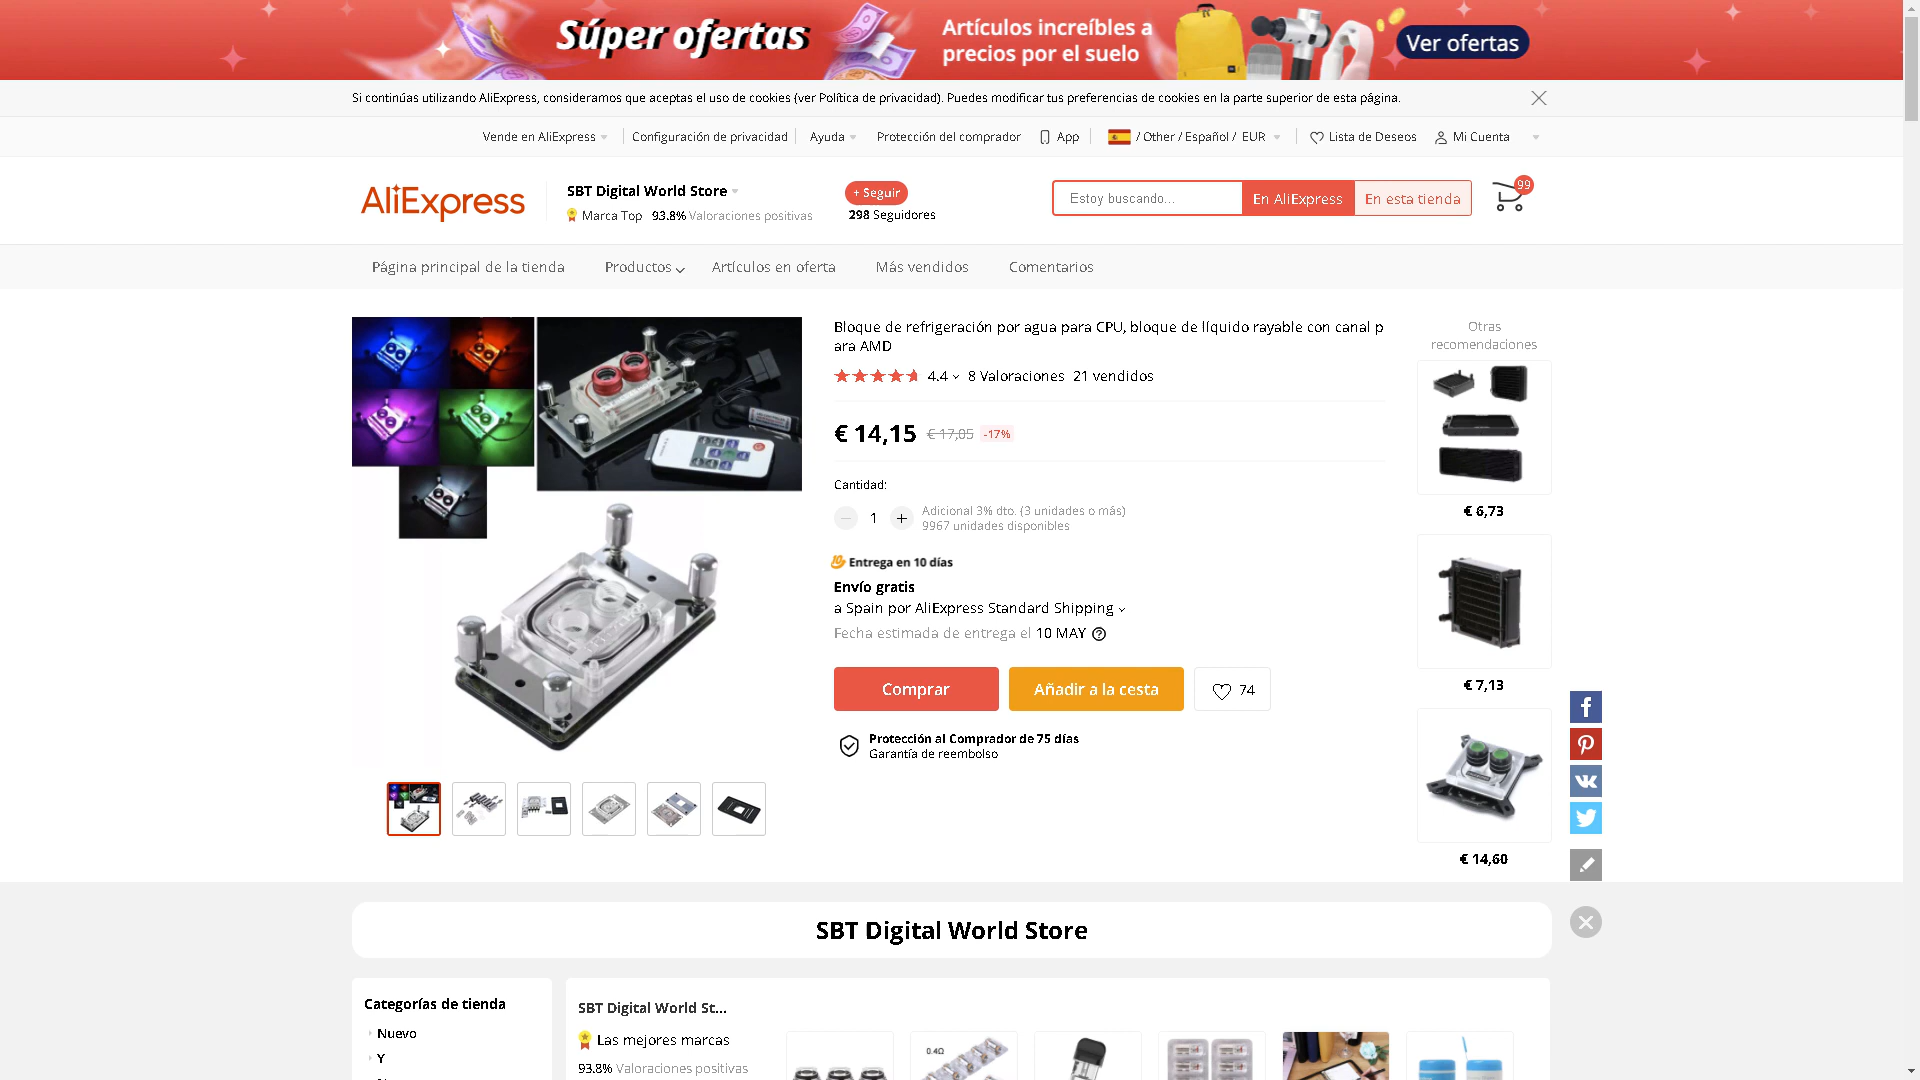 Súper ofertas
Artículos increíbles a
precios por el suelo
Ver ofertas
Si continúas utilizando AliExpress, consideramos que aceptas el uso de cookies (ver Política de privacidad). Puedes modificar tus preferencias de cookies en la parte superior de esta página.
Vende en AliExpress
Configuración de privacidad
Ayuda
Protección del comprador
App
/ Other / Español / EUR
Lista de Deseos
Mi Cuenta
AliExpress
SBT Digital World Store
Marca Top 93.8% Valoraciones positivas
+ Seguir
298 Seguidores
Estoy buscando...
En AliExpress
En esta tienda
99
Página principal de la tienda
Productos
Artículos en oferta
Más vendidos
Comentarios
Bloque de refrigeración por agua para CPU, bloque de líquido rayable con canal p
ara AMD
4.4 8 Valoraciones 21 vendidos
€ 14,15 € 17,05 -17%
Cantidad:
1
Adicional 3% dto. (3 unidades o más)
9967 unidades disponibles
Entrega en 10 días
Envío gratis
a Spain por AliExpress Standard Shipping
Fecha estimada de entrega el 10 MAY
Comprar
Añadir a la cesta
74
Protección al Comprador de 75 días
Garantía de reembolso
Otras
recomendaciones
€ 6,73
€ 7,13
€ 14,60
SBT Digital World Store
Categorías de tienda
Nuevo
Y
SBT Digital World St...
Las mejores marcas
93.8% Valoraciones positivas
0.4Ω